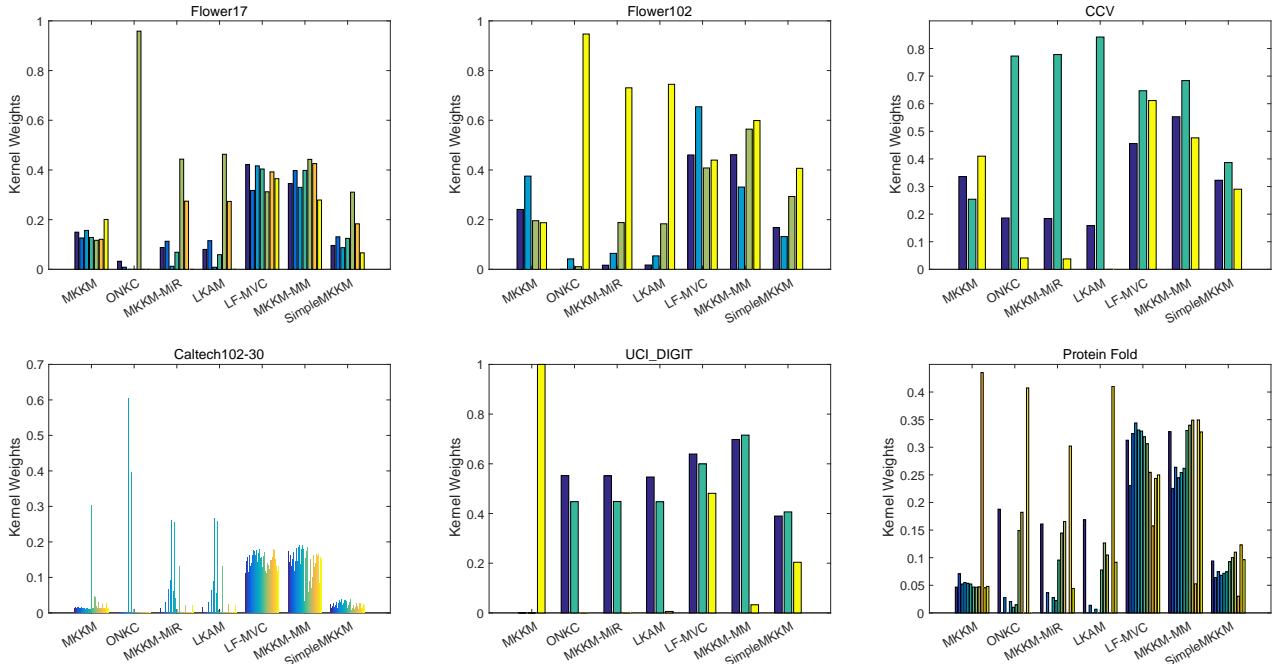 Flower17
Kernel Weights
1
0.8
0.6
0.4
0.2
0
MKKM
ONKC
MKKM-MiR
LKAM
LF-MVC
MKKM-MM
SimpleMKKM
Flower102
Kernel Weights
1
0.8
0.6
0.4
0.2
0
MKKM
ONKC
MKKM-MiR
LKAM
LF-MVC
MKKM-MM
SimpleMKKM
CCV
Kernel Weights
0.8
0.7
0.6
0.5
0.4
0.3
0.2
0.1
0
MKKM
ONKC
MKKM-MiR
LKAM
LF-MVC
MKKM-MM
SimpleMKKM
Caltech102-30
Kernel Weights
0.7
0.6
0.5
0.4
0.3
0.2
0.1
0
MKKM
ONKC
MKKM-MiR
LKAM
LF-MVC
MKKM-MM
SimpleMKKM
UCI_DIGIT
Kernel Weights
1
0.8
0.6
0.4
0.2
0
MKKM
ONKC
MKKM-MiR
LKAM
LF-MVC
MKKM-MM
SimpleMKKM
Protein Fold
Kernel Weights
0.4
0.35
0.3
0.25
0.2
0.15
0.1
0.05
0
MKKM
ONKC
MKKM-MiR
LKAM
LF-MVC
MKKM-MM
SimpleMKKM